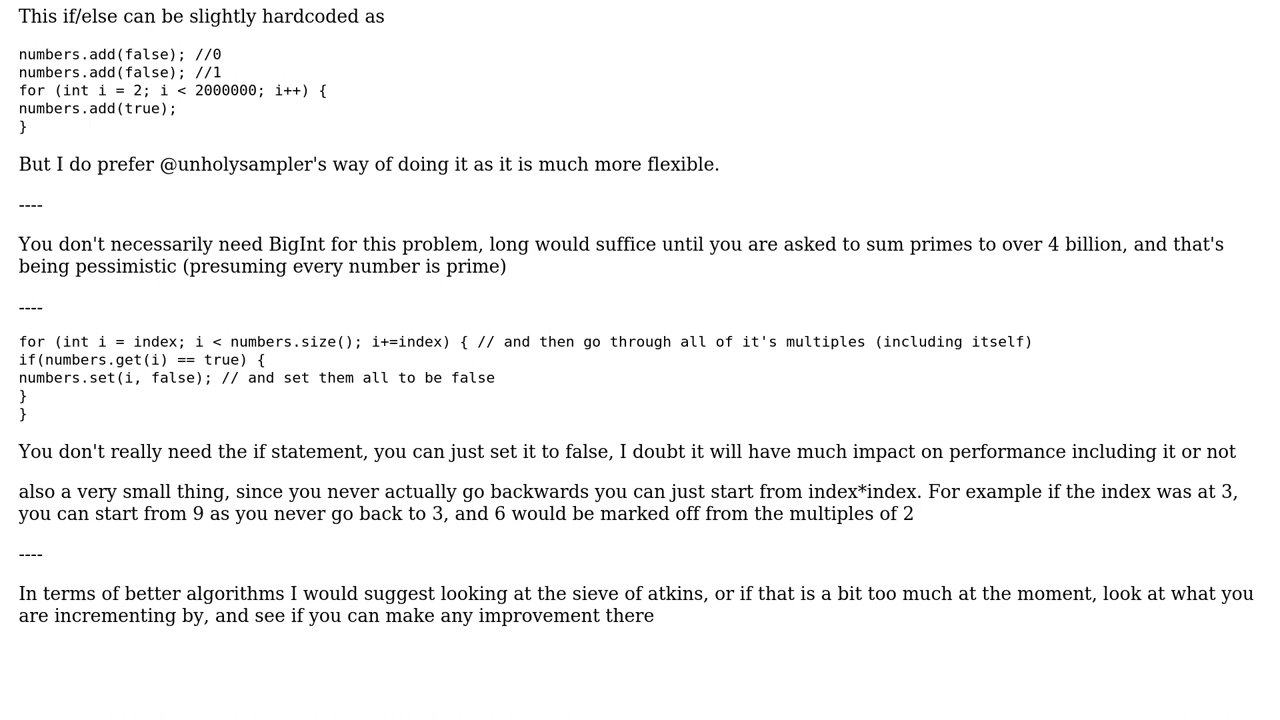 This if/else can be slightly hardcoded as
numbers.add(false); //0
numbers.add(false); //1
for (int i = 2; i < 2000000; i++) {
numbers.add(true);
}
But I do prefer @unholysampler's way of doing it as it is much more flexible.
----
You don't necessarily need BigInt for this problem, long would suffice until you are asked to sum primes to over 4 billion, and that's
being pessimistic (presuming every number is prime)
----
for (int i = index; i < numbers.size(); i+=index) { // and then go through all of it's multiples (including itself)
if(numbers.get(i) == true) {
numbers.set(i, false); // and set them all to be false
}
}
You don't really need the if statement, you can just set it to false, I doubt it will have much impact on performance including it or not
also a very small thing, since you never actually go backwards you can just start from index*index. For example if the index was at 3,
you can start from 9 as you never go back to 3, and 6 would be marked off from the multiples of 2
----
In terms of better algorithms I would suggest looking at the sieve of atkins, or if that is a bit too much at the moment, look at what you
are incrementing by, and see if you can make any improvement there